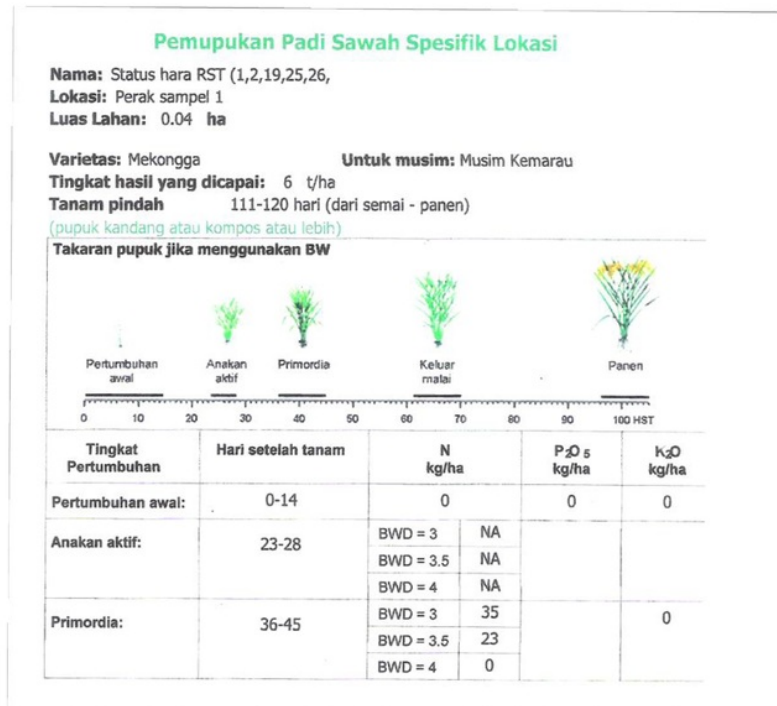 Pemupukan Padi Sawah Spesifik Lokasi
Nama: Status hara RST (1,2,19,25,26,
Lokasi: Perak sampel 1
Luas Lahan: 0.04 ha
Varietas: Mekongga Untuk musim: Musim Kemarau
Tingkat hasil yang dicapai: 6 t/ha
Tanam pindah 111-120 hari (dari semai - panen)
(pupuk kandang atau kompos atau lebih)
Takaran pupuk jika menggunakan BW
Pertumbuhan awal
Anakan aktif
Primordia
Keluar malai
Panen
0 10 20 30 40 50 60 70 80 90 100 HST
Tingkat Pertumbuhan Hari setelah tanam N kg/ha P2O5 kg/ha K2O kg/ha
Pertumbuhan awal: 0-14 0 0 0
Anakan aktif: 23-28
BWD = 3 NA
BWD = 3.5 NA
BWD = 4 NA
Primordia: 36-45
BWD = 3 35 0
BWD = 3.5 23
BWD = 4 0